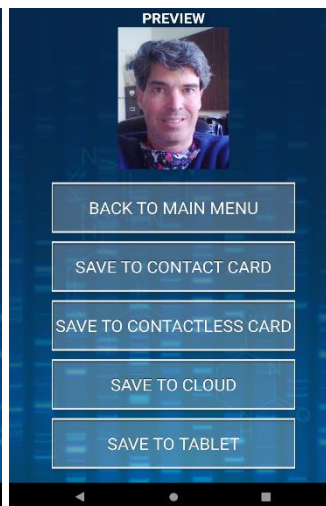 PREVIEW
BACK TO MAIN MENU
SAVE TO CONTACT CARD
SAVE TO CONTACTLESS CARD
SAVE TO CLOUD
SAVE TO TABLET